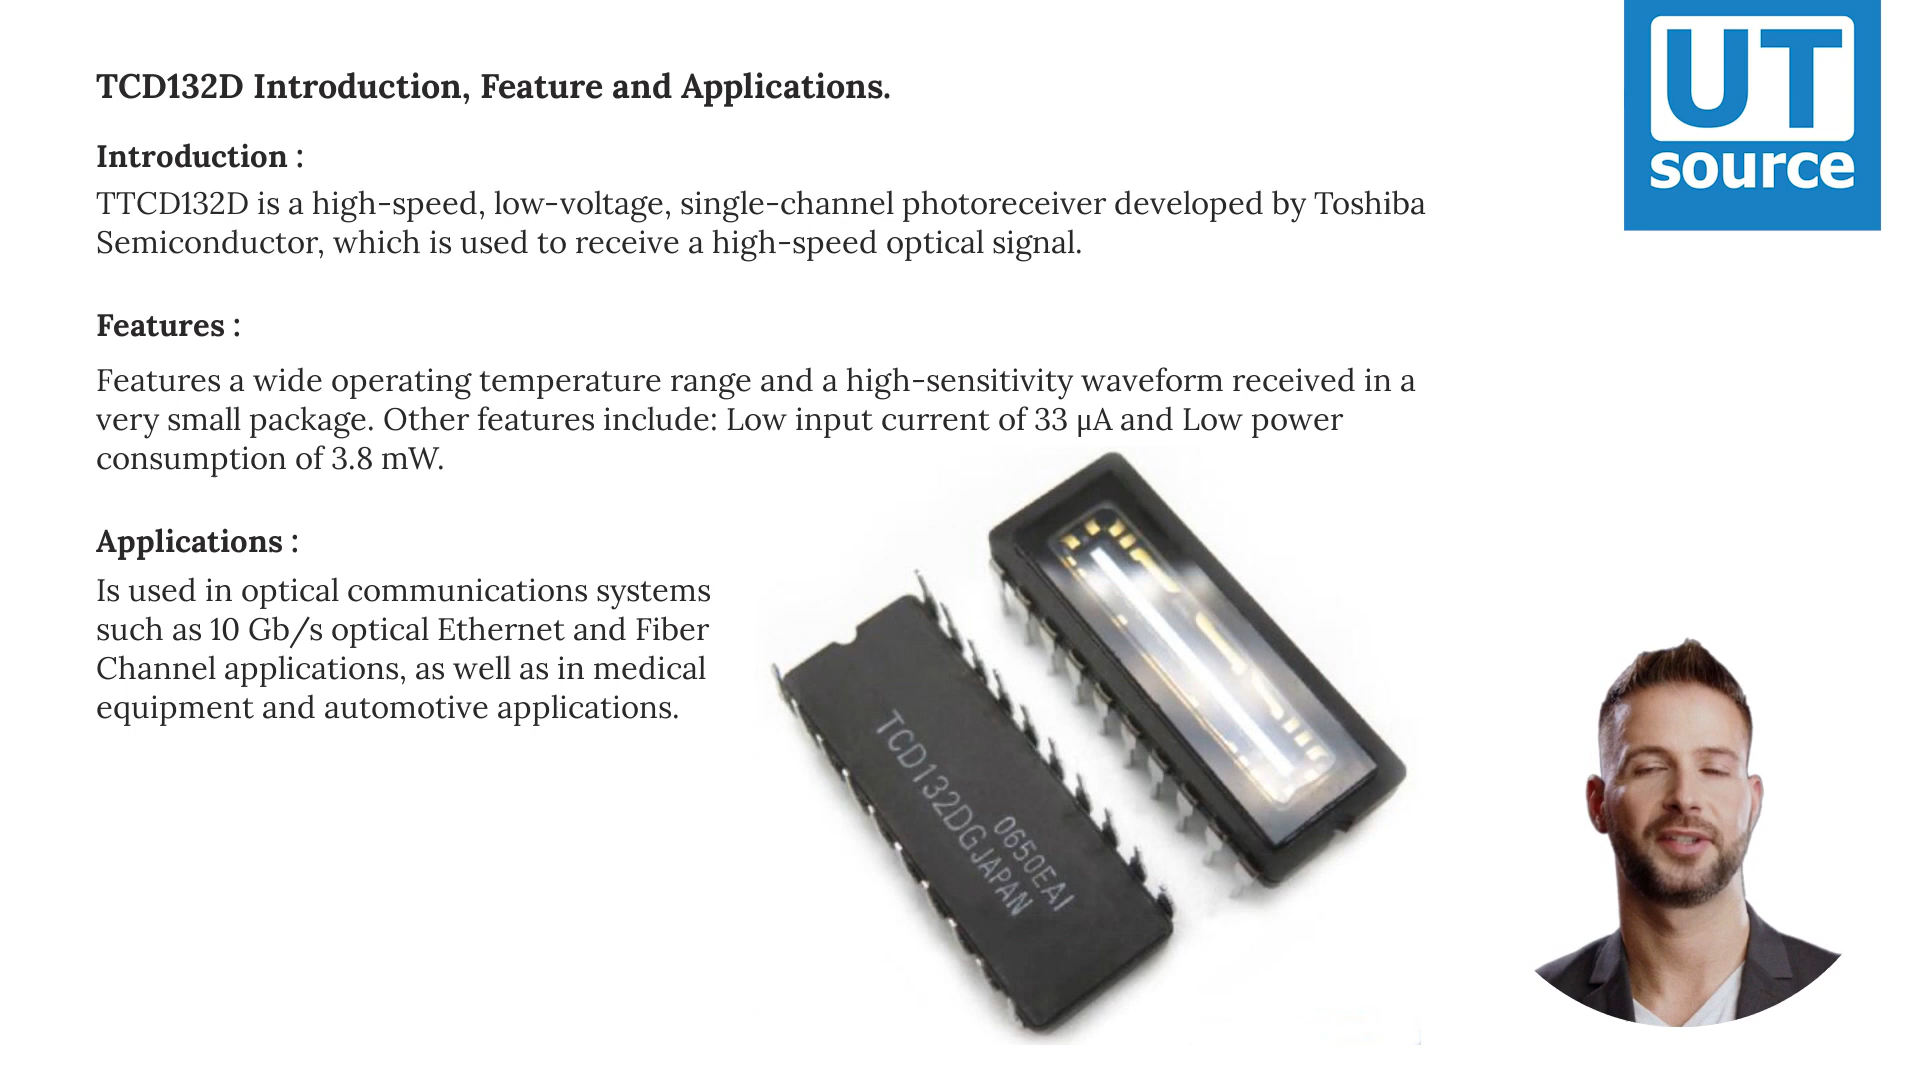 TCD132D Introduction, Feature and Applications.
Introduction :
TTCD132D is a high-speed, low-voltage, single-channel photoreceiver developed by Toshiba
Semiconductor, which is used to receive a high-speed optical signal.
Features :
Features a wide operating temperature range and a high-sensitivity waveform received in a
very small package. Other features include: Low input current of 33 μA and Low power
consumption of 3.8 mW.
Applications :
Is used in optical communications systems
such as 10 Gb/s optical Ethernet and Fiber
Channel applications, as well as in medical
equipment and automotive applications.
UT
source
TCD132DG
JAPAN
0650EAI